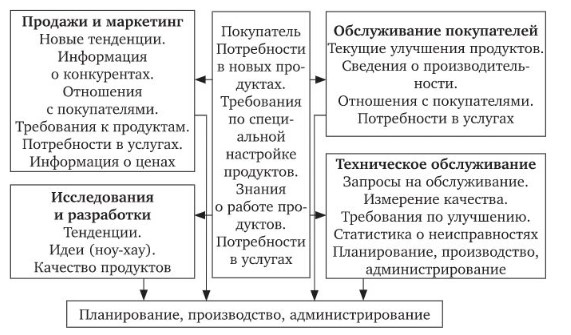 Продажи и маркетинг
Новые тенденции.
Информация
о конкурентах.
Отношения
с покупателями.
Требования к продуктам.
Потребности в услугах.
Информация о ценах
Исследования
и разработки
Тенденции.
Идеи (ноу-хау).
Качество продуктов
Покупатель
Потребности
в новых про-
дуктах.
Требования
по специ-
альной
настройке
продуктов.
Знания
о работе про-
дуктов.
Потребности
в услугах
Обслуживание покупателей
Текущие улучшения продуктов.
Сведения о производитель-
ности.
Отношения с покупателями.
Потребности в услугах
Техническое обслуживание
Запросы на обслуживание.
Измерение качества.
Требования по улучшению.
Статистика о неисправностях
Планирование, производство,
администрирование
Планирование, производство, администрирование